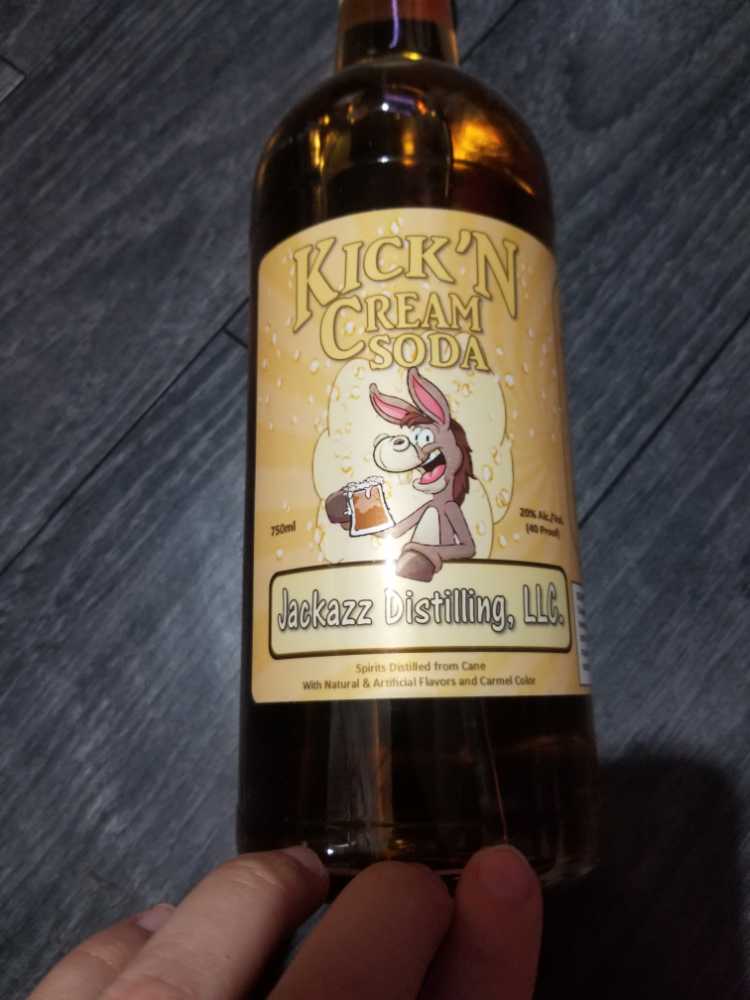 KICK'N
CREAM
SODA
750ml
20% Alc./Vol.
(40 Proof)
Jackazz Distilling, LLC.
Spirits Distilled from Cane
With Natural & Artificial Flavors and Carmel Color